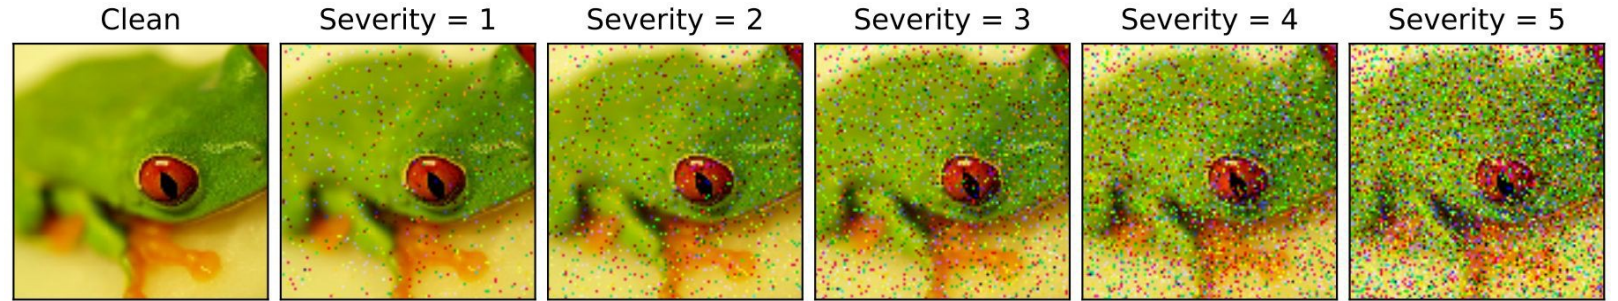 Clean
Severity = 1
Severity = 2
Severity = 3
Severity = 4
Severity = 5